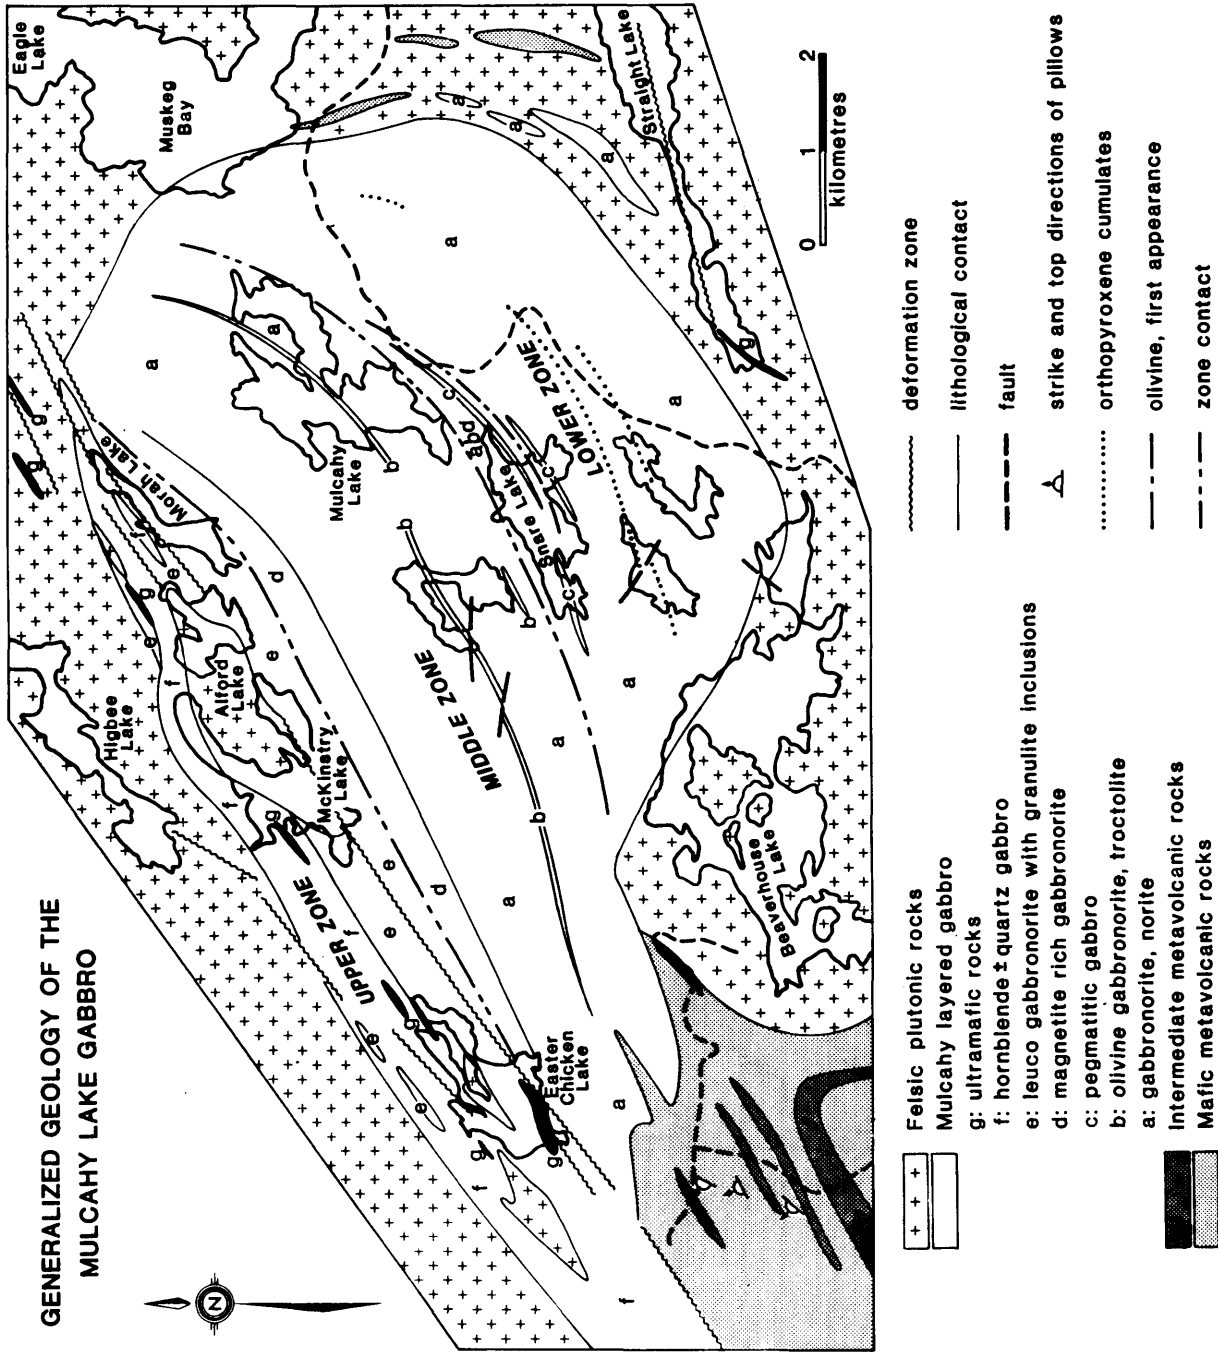 GENERALIZED GEOLOGY OF THE
MULCAHY LAKE GABBRO
N
Eagle
Lake
Muskeg
Bay
Straight Lake
Higbee
Lake
Morah Lake
Alford
Lake
McKinstry
Lake
Mulcahy
Lake
Snare Lake
Easter
Chicken
Lake
Beaverhouse
Lake
UPPER ZONE
MIDDLE ZONE
LOWER ZONE
abd
a
a
a
a
a
a
a
a
a
a
a
a
a
b
b
b
b
c
c
c
d
d
e
e
e
e
e
e
e
f
f
f
f
f
f
g
g
g
g
g
g
g
g
0 1 2
kilometres
Felsic plutonic rocks
Mulcahy layered gabbro
g: ultramafic rocks
f: hornblende ± quartz gabbro
e: leuco gabbronorite with granulite inclusions
d: magnetite rich gabbronorite
c: pegmatitic gabbro
b: olivine gabbronorite, troctolite
a: gabbronorite, norite
Intermediate metavolcanic rocks
Mafic metavolcanic rocks
deformation zone
lithological contact
fault
strike and top directions of pillows
orthopyroxene cumulates
olivine, first appearance
zone contact